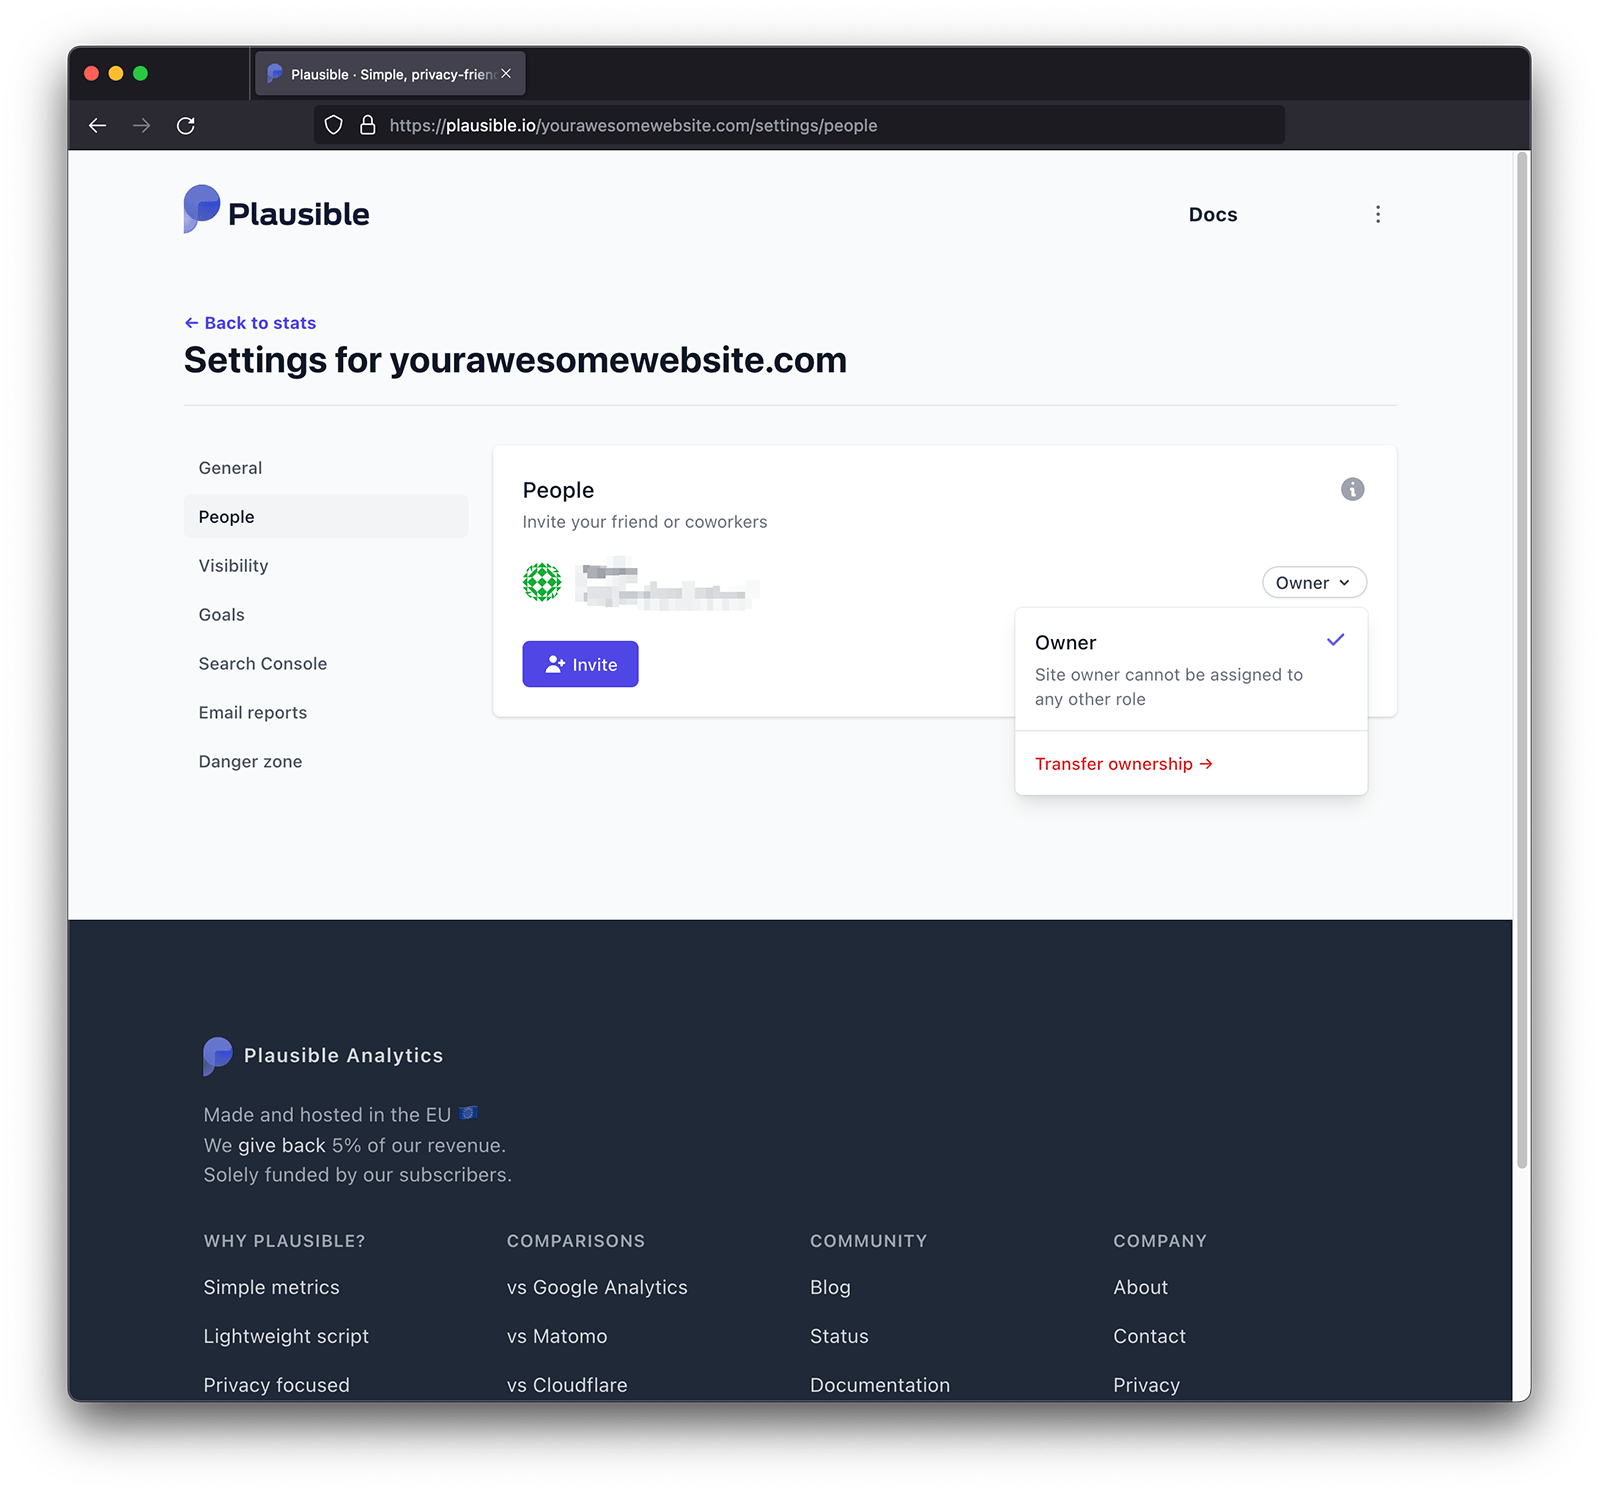 Plausible · Simple, privacy-frien
https://plausible.io/yourawesomewebsite.com/settings/people
Plausible
Docs
← Back to stats
Settings for yourawesomewebsite.com
General
People
Visibility
Goals
Search Console
Email reports
Danger zone
People
Invite your friend or coworkers
Owner
Invite
Owner
Site owner cannot be assigned to
any other role
Transfer ownership →
Plausible Analytics
Made and hosted in the EU 🇪🇺
We give back 5% of our revenue.
Solely funded by our subscribers.
WHY PLAUSIBLE?
Simple metrics
Lightweight script
Privacy focused
COMPARISONS
vs Google Analytics
vs Matomo
vs Cloudflare
COMMUNITY
Blog
Status
Documentation
COMPANY
About
Contact
Privacy